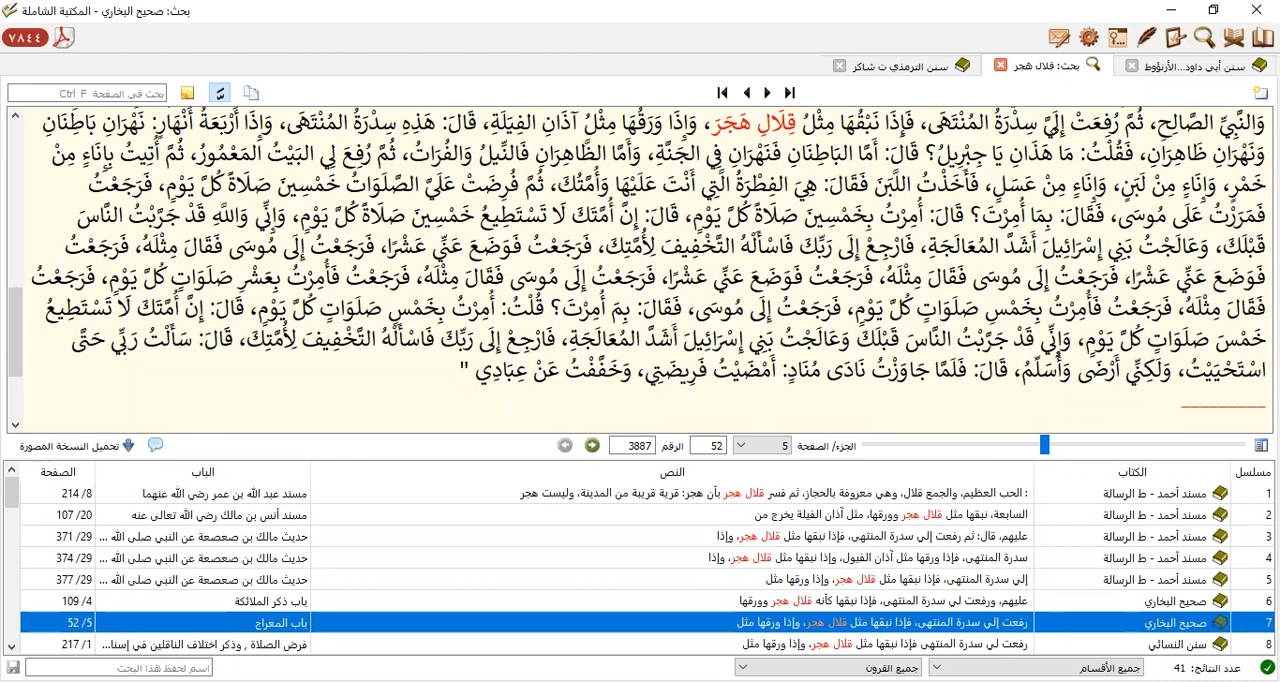 بحث: صحيح البخاري - المكتبة الشاملة
٧٨٤٤
سنن أبي داود...الأرنؤوط
بحث: قلال هجر
سنن الترمذي ت شاكر
بحث في الصفحة Ctrl F
وَالنَّبِيِّ الصَّالِحِ، ثُمَّ رُفِعَتْ إِلَيَّ سِدْرَةُ المُنْتَهَى، فَإِذَا نَبْقُهَا مِثْلُ قِلَالِ هَجَرَ، وَإِذَا وَرَقُهَا مِثْلُ آذَانِ الفِيَلَةِ، قَالَ: هَذِهِ سِدْرَةُ المُنْتَهَى، وَإِذَا أَرْبَعَةُ أَنْهَارٍ: نَهْرَانِ بَاطِنَانِ
وَنَهْرَانِ ظَاهِرَانِ، فَقُلْتُ: مَا هَذَانِ يَا جِبْرِيلُ؟ قَالَ: أَمَّا البَاطِنَانِ فَنَهْرَانِ فِي الجَنَّةِ، وَأَمَّا الظَّاهِرَانِ فَالنِّيلُ وَالفُرَاتُ، ثُمَّ رُفِعَ لِي البَيْتُ المَعْمُورُ، ثُمَّ أُتِيتُ بِإِنَاءٍ مِنْ
خَمْرٍ، وَإِنَاءٍ مِنْ لَبَنٍ، وَإِنَاءٍ مِنْ عَسَلٍ، فَأَخَذْتُ اللَّبَنَ فَقَالَ: هِيَ الفِطْرَةُ الَّتِي أَنْتَ عَلَيْهَا وَأُمَّتُكَ، ثُمَّ فُرِضَتْ عَلَيَّ الصَّلَوَاتُ خَمْسِينَ صَلَاةً كُلَّ يَوْمٍ، فَرَجَعْتُ
فَمَرَرْتُ عَلَى مُوسَى، فَقَالَ: بِمَا أُمِرْتَ؟ قَالَ: أُمِرْتُ بِخَمْسِينَ صَلَاةً كُلَّ يَوْمٍ، قَالَ: إِنَّ أُمَّتَكَ لَا تَسْتَطِيعُ خَمْسِينَ صَلَاةً كُلَّ يَوْمٍ، وَإِنِّي وَاللَّهِ قَدْ جَرَّبْتُ النَّاسَ
قَبْلَكَ، وَعَالَجْتُ بَنِي إِسْرَائِيلَ أَشَدَّ المُعَالَجَةِ، فَارْجِعْ إِلَى رَبِّكَ فَاسْأَلْهُ التَّخْفِيفَ لِأُمَّتِكَ، فَرَجَعْتُ فَوَضَعَ عَنِّي عَشْرًا، فَرَجَعْتُ إِلَى مُوسَى فَقَالَ مِثْلَهُ، فَرَجَعْتُ
فَوَضَعَ عَنِّي عَشْرًا، فَرَجَعْتُ إِلَى مُوسَى فَقَالَ مِثْلَهُ، فَرَجَعْتُ فَوَضَعَ عَنِّي عَشْرًا، فَرَجَعْتُ إِلَى مُوسَى فَقَالَ مِثْلَهُ، فَرَجَعْتُ فَأُمِرْتُ بِعَشْرِ صَلَوَاتٍ كُلَّ يَوْمٍ، فَرَجَعْتُ
فَقَالَ مِثْلَهُ، فَرَجَعْتُ فَأُمِرْتُ بِخَمْسِ صَلَوَاتٍ كُلَّ يَوْمٍ، فَرَجَعْتُ إِلَى مُوسَى، فَقَالَ: بِمَ أُمِرْتَ؟ قُلْتُ: أُمِرْتُ بِخَمْسِ صَلَوَاتٍ كُلَّ يَوْمٍ، قَالَ: إِنَّ أُمَّتَكَ لَا تَسْتَطِيعُ
خَمْسَ صَلَوَاتٍ كُلَّ يَوْمٍ، وَإِنِّي قَدْ جَرَّبْتُ النَّاسَ قَبْلَكَ وَعَالَجْتُ بَنِي إِسْرَائِيلَ أَشَدَّ المُعَالَجَةِ، فَارْجِعْ إِلَى رَبِّكَ فَاسْأَلْهُ التَّخْفِيفَ لِأُمَّتِكَ، قَالَ: سَأَلْتُ رَبِّي حَتَّى
اسْتَحْيَيْتُ، وَلَكِنِّي أَرْضَى وَأُسَلِّمُ، قَالَ: فَلَمَّا جَاوَزْتُ نَادَى مُنَادٍ: أَمْضَيْتُ فَرِيضَتِي، وَخَفَّفْتُ عَنْ عِبَادِي "
الجزء/ الصفحة 5 52 الرقم 3887 تحميل النسخة المصورة
مسلسل الكتاب النص الباب الصفحة
1 مسند أحمد - ط الرسالة : الحب العظيم، والجمع قلال، وهي معروفة بالحجاز، ثم فسر قلال هجر بأن هجر: قرية قريبة من المدينة، وليست هجر مسند عبد الله بن عمر رضي الله عنهما 8/ 214
2 مسند أحمد - ط الرسالة السابعة، نبقها مثل قلال هجر وورقها، مثل آذان الفيلة يخرج من مسند أنس بن مالك رضي الله تعالى عنه 20/ 107
3 مسند أحمد - ط الرسالة عليهم، قال: ثم رفعت إلي سدرة المنتهى، فإذا نبقها مثل قلال هجر، وإذا حديث مالك بن صعصعة عن النبي صلى الله ... 29/ 371
4 مسند أحمد - ط الرسالة سدرة المنتهى، فإذا ورقها مثل آذان الفيول، وإذا نبقها مثل قلال هجر، وإذا حديث مالك بن صعصعة عن النبي صلى الله ... 29/ 374
5 مسند أحمد - ط الرسالة إلي سدرة المنتهى، فإذا نبقها مثل قلال هجر، وإذا ورقها مثل حديث مالك بن صعصعة عن النبي صلى الله ... 29/ 377
6 صحيح البخاري عليهم، ورفعت لي سدرة المنتهى، فإذا نبقها كأنه قلال هجر وورقها باب ذكر الملائكة 4/ 109
7 صحيح البخاري رفعت إلي سدرة المنتهى، فإذا نبقها مثل قلال هجر، وإذا ورقها مثل باب المعراج 5/ 52
8 سنن النسائي رفعت لي سدرة المنتهى، فإذا نبقها مثل قلال هجر، وإذا ورقها مثل فرض الصلاة , وذكر اختلاف الناقلين في إسنا... 1/ 217
عدد النتائج: 41 جميع الأقسام جميع القرون اسم لحفظ هذا البحث